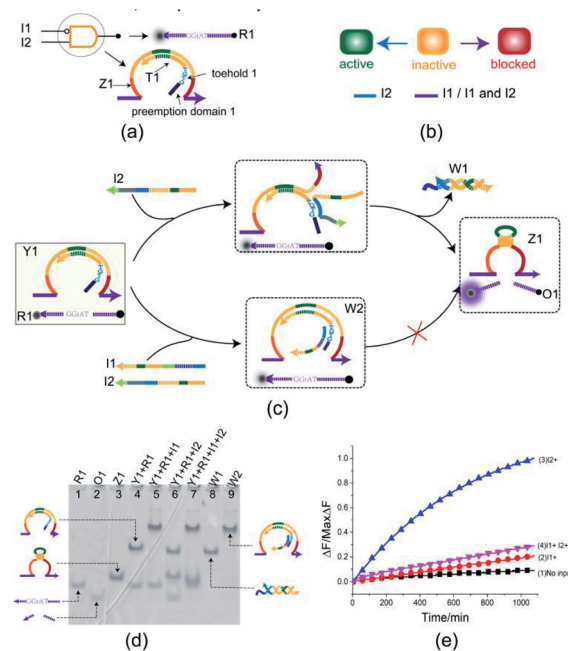 I1
I2
GGrAT
R1
T1
toehold 1
Z1
preemption domain 1
(a)
active
inactive
blocked
I2
I1 / I1 and I2
(b)
I2
W1
GGrAT
Y1
Z1
R1
GGrAT
O1
W2
I1
I2
GGrAT
(c)
R1
O1
Z1
Y1+R1
Y1+R1+I1
Y1+R1+I2
Y1+R1+I1+I2
W1
W2
1 2 3 4 5 6 7 8 9
GGrAT
(d)
ΔF/MaxΔF
1.0
0.8
0.6
0.4
0.2
0.0
0 200 400 600 800 1000
Time/min
(3)I2+
(4)I1+ I2+
(2)I1+
(1)No inp
(e)